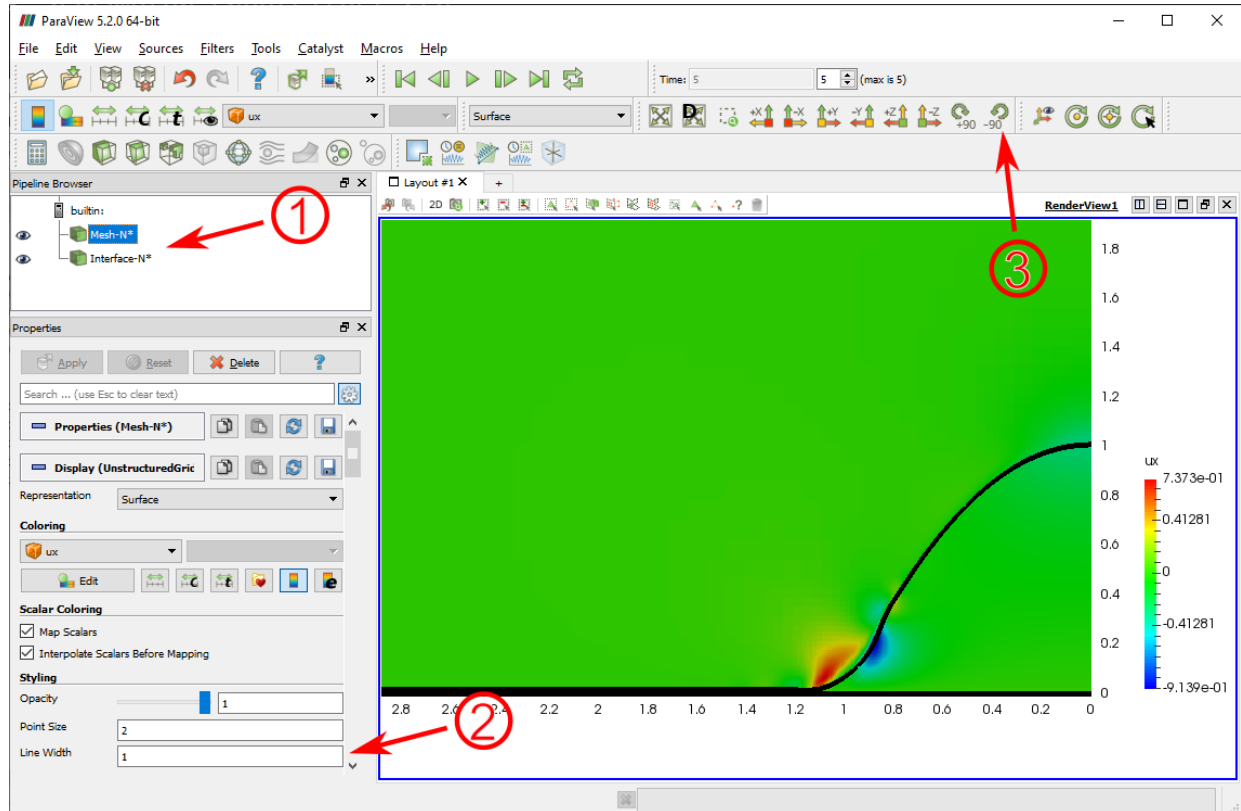 ParaView 5.2.0 64-bit
File Edit View Sources Filters Tools Catalyst Macros Help
» Time: 5 5 (max is 5)
C t ux Surface D +X -X +Y -Y +Z -Z +90 -90
Pipeline Browser
builtin:
Mesh-N*
Interface-N*
1
Layout #1 X +
2D -? RenderView1
Properties
Apply Reset Delete ?
Search ... (use Esc to clear text)
Properties (Mesh-N*)
Display (UnstructuredGric
Representation Surface
Coloring
ux
Edit C t e
Scalar Coloring
Map Scalars
Interpolate Scalars Before Mapping
Styling
Opacity 1
Point Size 2
Line Width 1
2
3
1.8
1.6
1.4
1.2
1
0.8
0.6
0.4
0.2
0
2.8 2.6 2.4 2.2 2 1.8 1.6 1.4 1.2 1 0.8 0.6 0.4 0.2 0
ux
7.373e-01
0.41281
0
-0.41281
-9.139e-01